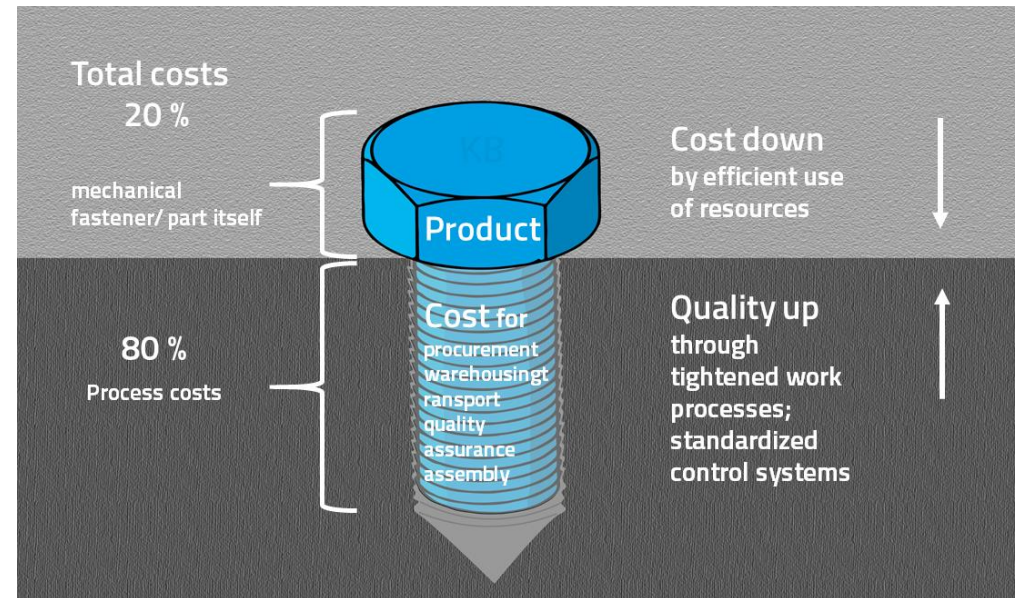 Total costs
20 %
mechanical
fastener/ part itself
KB
Product
Cost down
by efficient use
of resources
80 %
Process costs
Cost for
procurement
warehousingt
ransport
quality
assurance
assembly
Quality up
through
tightened work
processes;
standardized
control systems